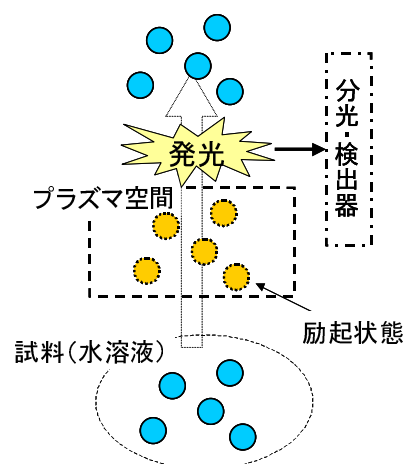 発光
分光・検出器
プラズマ空間
励起状態
試料(水溶液)